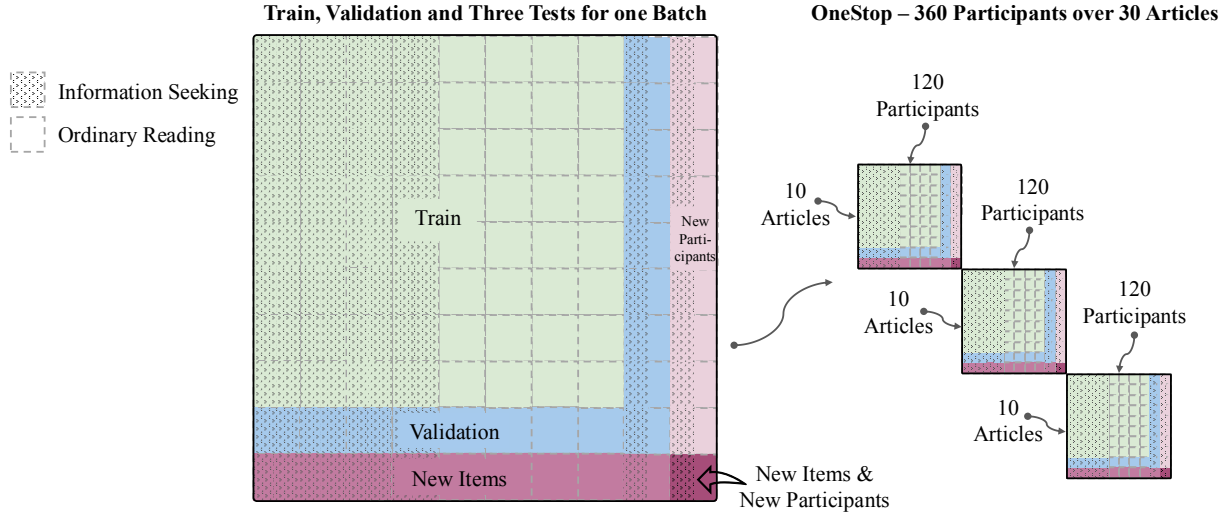 Train, Validation and Three Tests for one Batch
OneStop – 360 Participants over 30 Articles
Information Seeking
Ordinary Reading
Train
New
Parti-
cipants
Validation
New Items
New Items &
New Participants
120
Participants
10
Articles
120
Participants
10
Articles
120
Participants
10
Articles